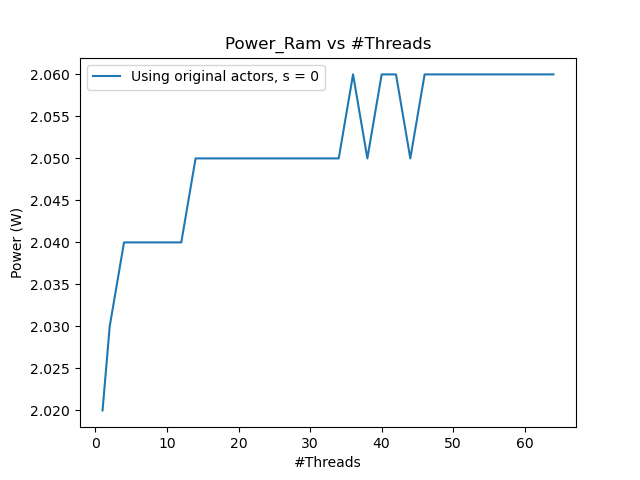 Power_Ram vs #Threads
Using original actors, s = 0
2.060
2.055
2.050
2.045
2.040
2.035
2.030
2.025
2.020
Power (W)
0 10 20 30 40 50 60
#Threads